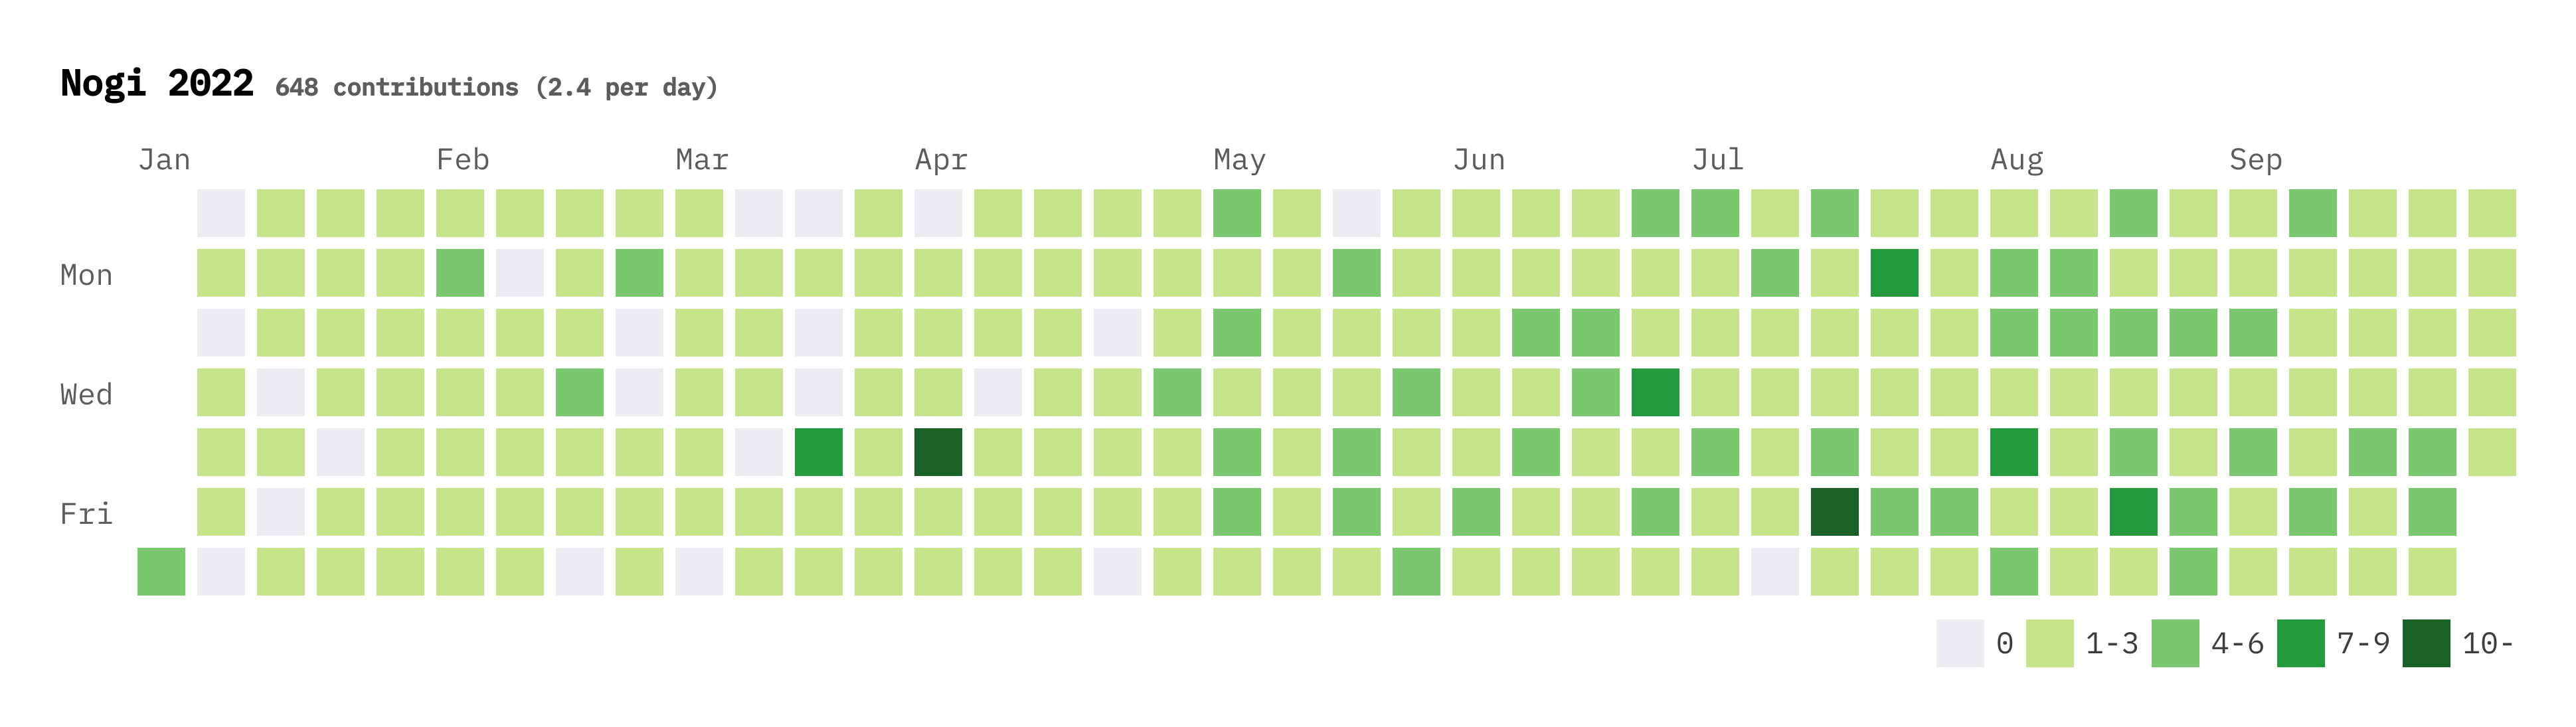 Nogi 2022 648 contributions (2.4 per day)
Jan Feb Mar Apr May Jun Jul Aug Sep
Mon
Wed
Fri
0 1-3 4-6 7-9 10-